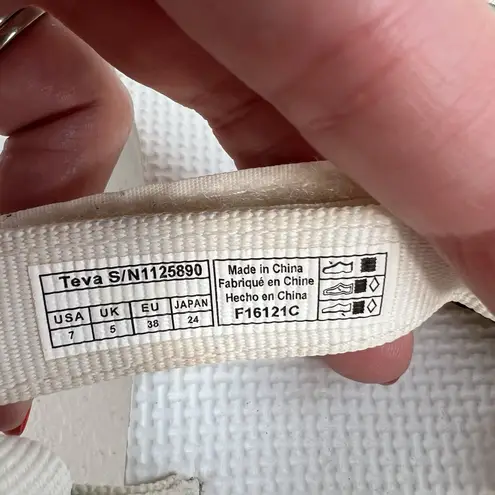 Teva S/N1125890
USA UK EU JAPAN
7 5 38 24
Made in China
Fabriqué en Chine
Hecho en China
F16121C